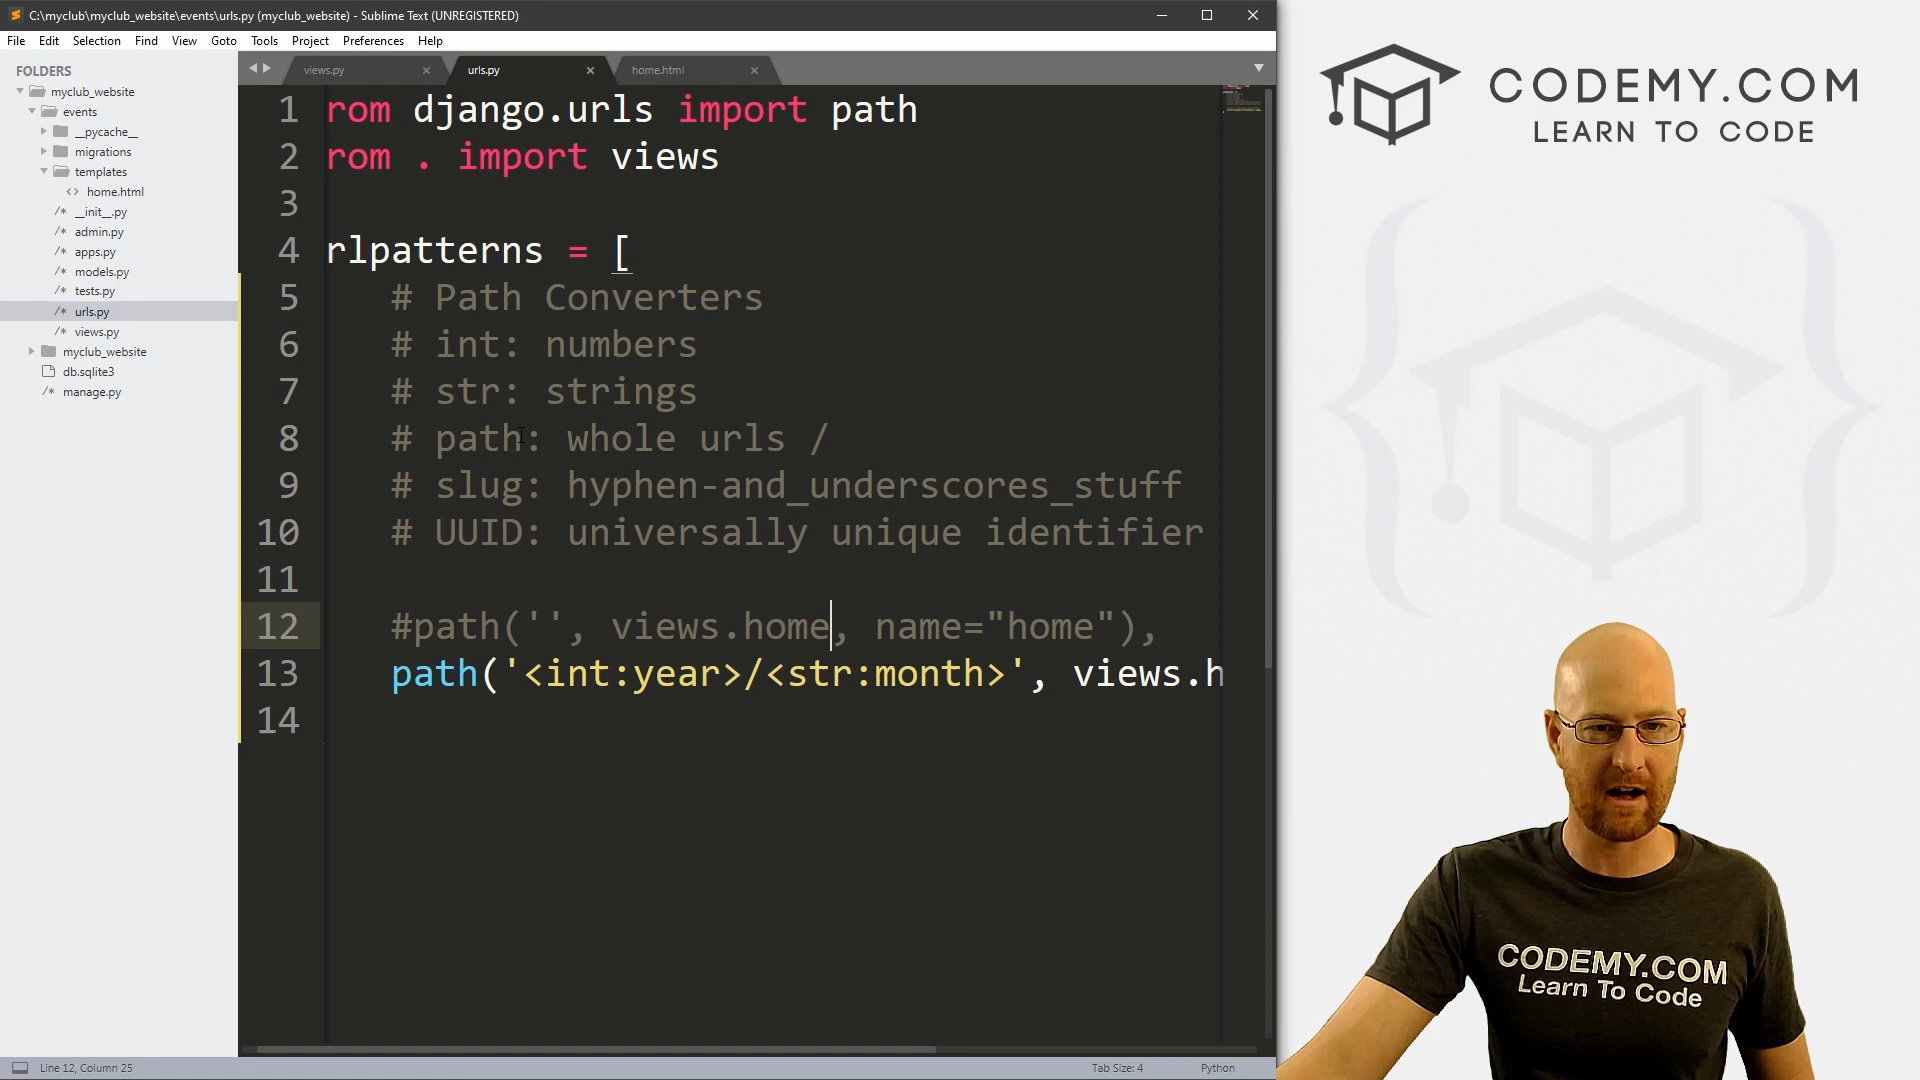 C:\myclub\myclub_website\events\urls.py (myclub_website) - Sublime Text (UNREGISTERED)
File Edit Selection Find View Goto Tools Project Preferences Help
FOLDERS
myclub_website
events
__pycache__
migrations
templates
<> home.html
/* __init__.py
/* admin.py
/* apps.py
/* models.py
/* tests.py
/* urls.py
/* views.py
myclub_website
db.sqlite3
/* manage.py
views.py
urls.py
home.html
1 rom django.urls import path
2 rom . import views
3
4 rlpatterns = [
5 # Path Converters
6 # int: numbers
7 # str: strings
8 # path: whole urls /
9 # slug: hyphen-and_underscores_stuff
10 # UUID: universally unique identifier
11
12 #path('', views.home, name="home"),
13 path('<int:year>/<str:month>', views.h
14
Line 12, Column 25
Tab Size: 4
Python
CODEMY.COM
LEARN TO CODE
CODEMY.COM
Learn To Code